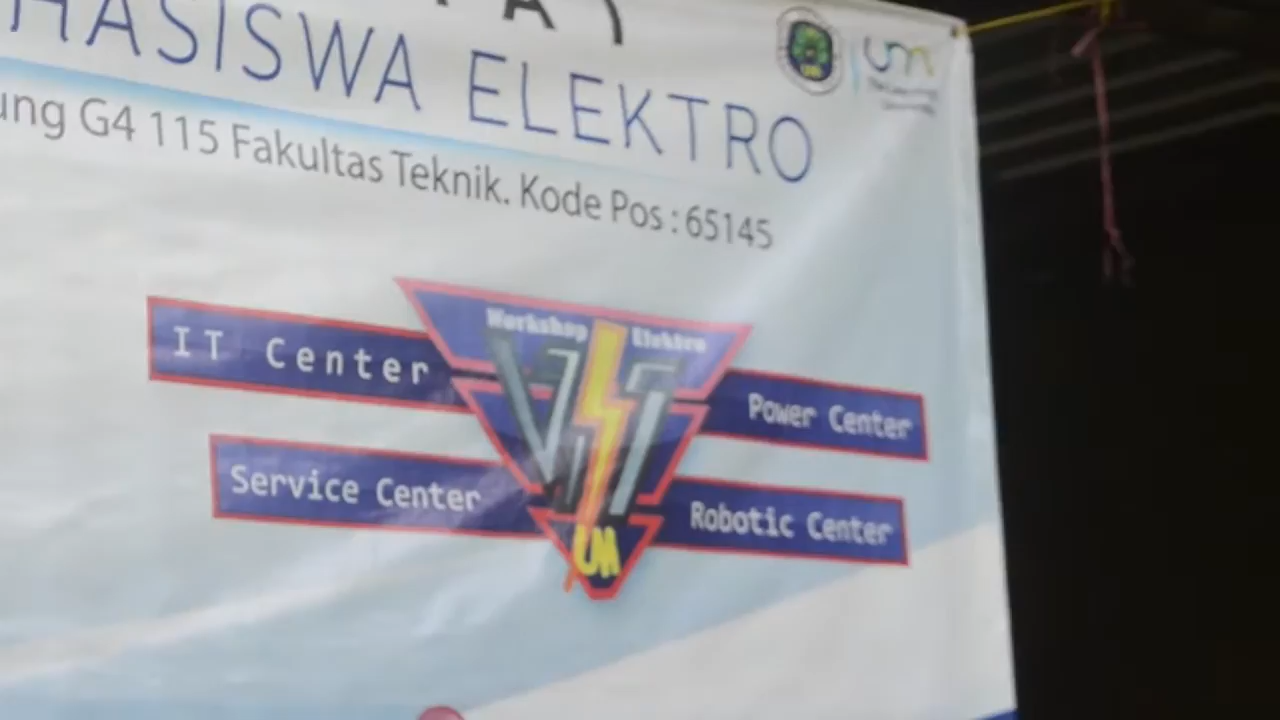 HASISWA ELEKTRO
ung G4 115 Fakultas Teknik. Kode Pos : 65145
Workshop Elektro
IT Center
Power Center
Service Center
Robotic Center
UM
um